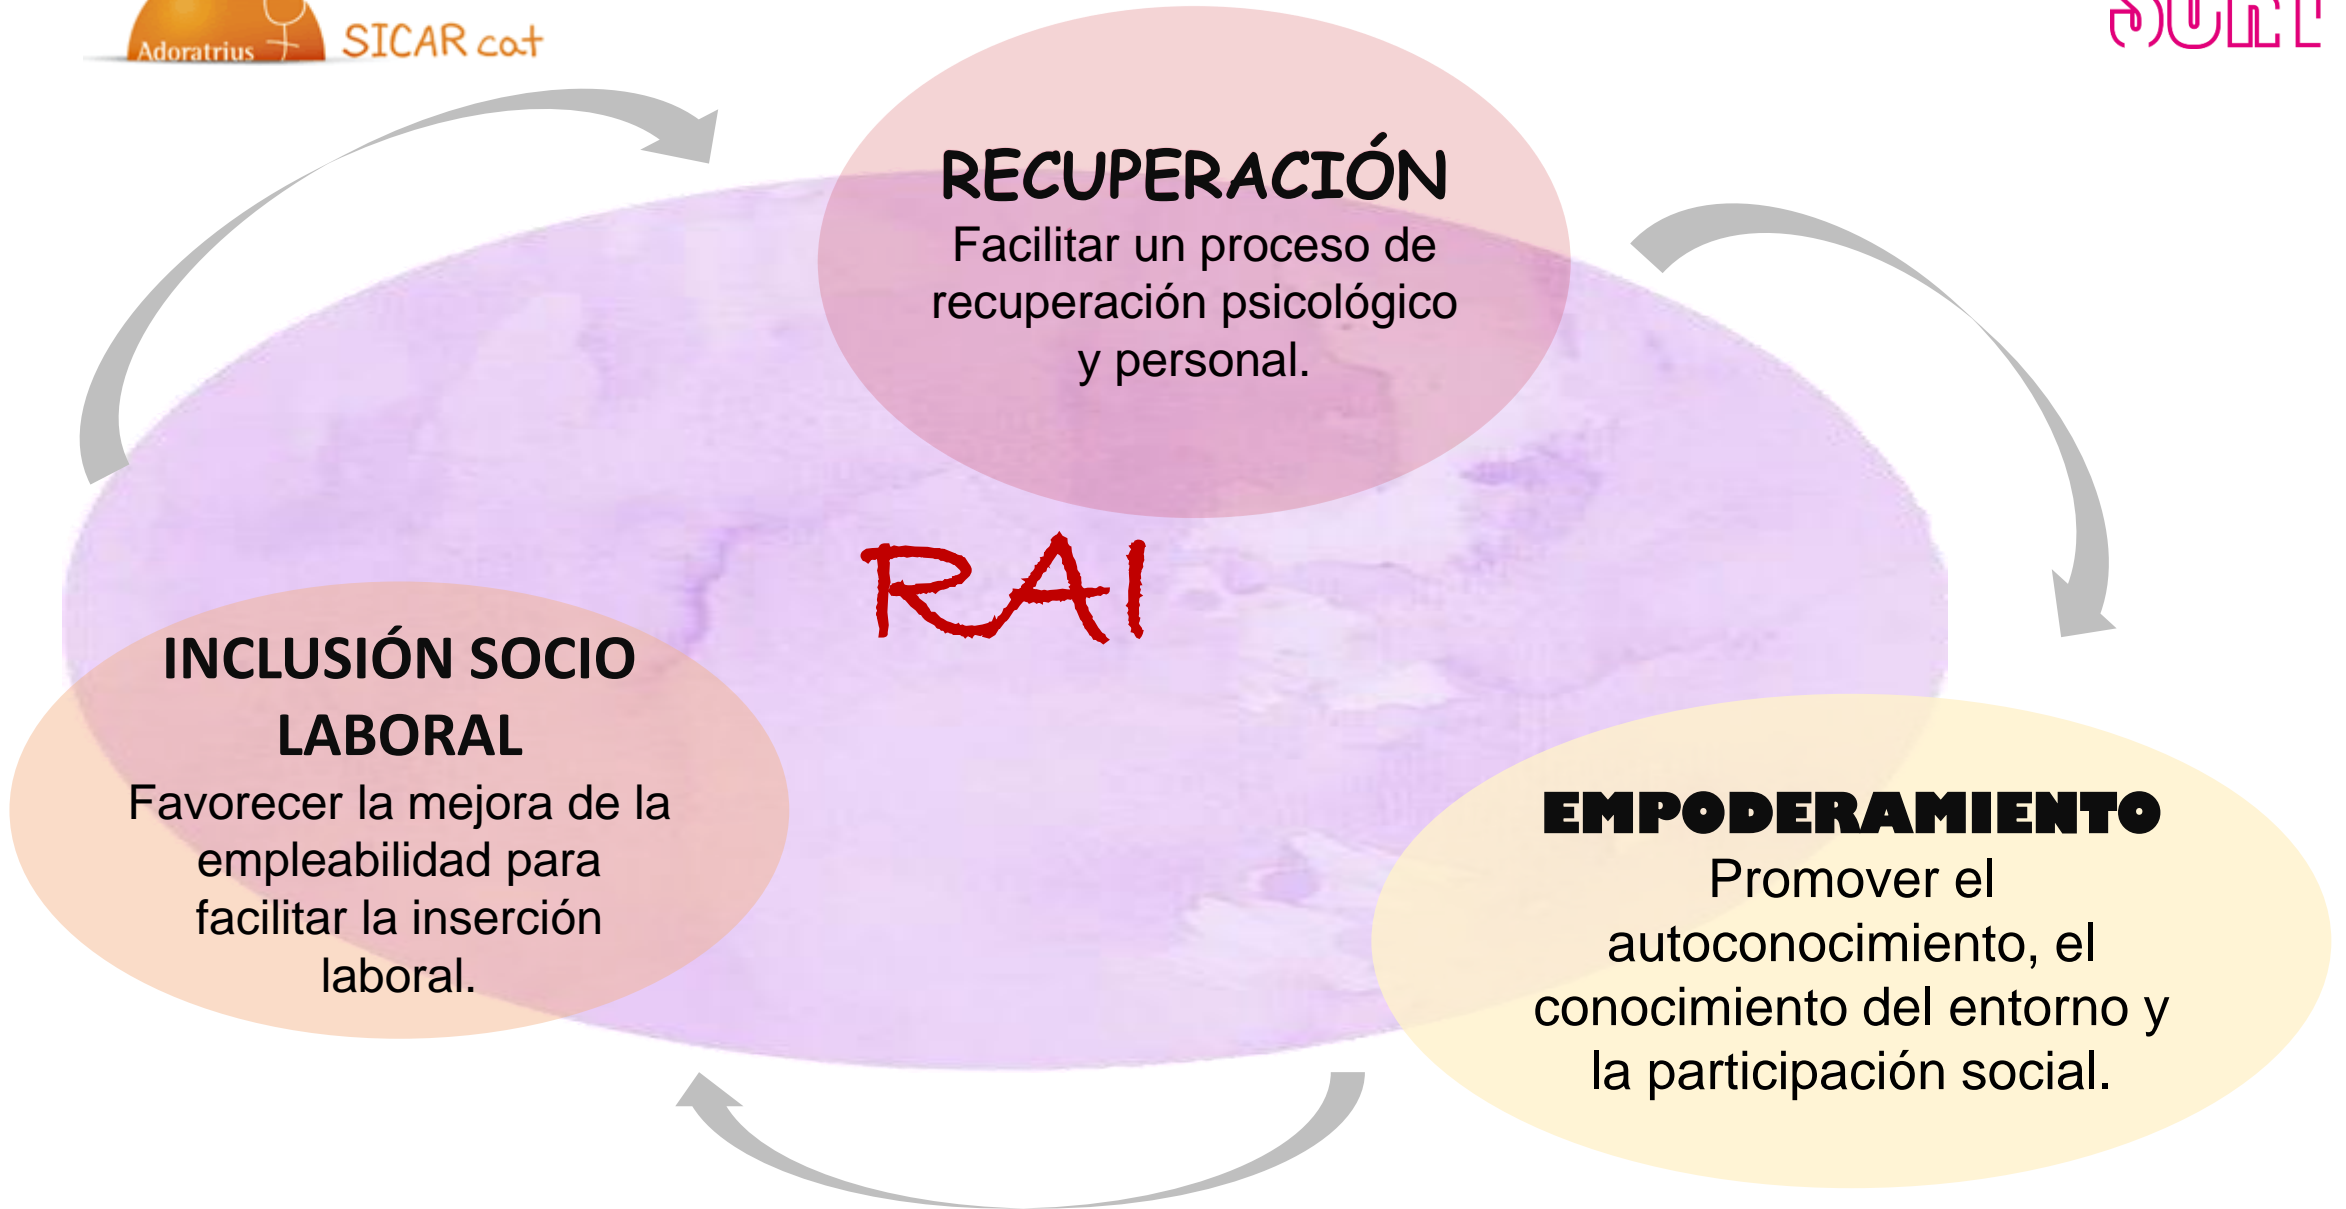 Adoratrius
SICAR cat
SURT
RECUPERACIÓN
Facilitar un proceso de
recuperación psicológico
y personal.
RAI
INCLUSIÓN SOCIO
LABORAL
Favorecer la mejora de la
empleabilidad para
facilitar la inserción
laboral.
EMPODERAMIENTO
Promover el
autoconocimiento, el
conocimiento del entorno y
la participación social.